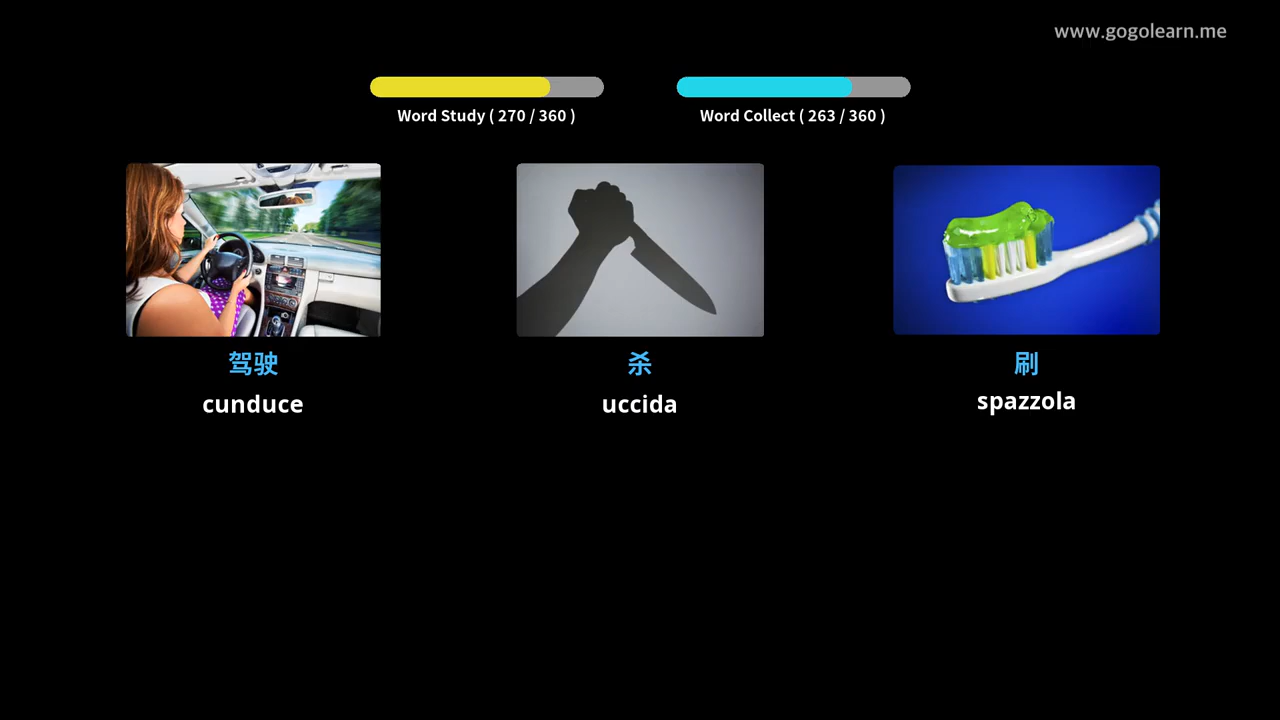 www.gogolearn.me
Word Study ( 270 / 360 )
Word Collect ( 263 / 360 )
驾驶
杀
刷
cunduce
uccida
spazzola